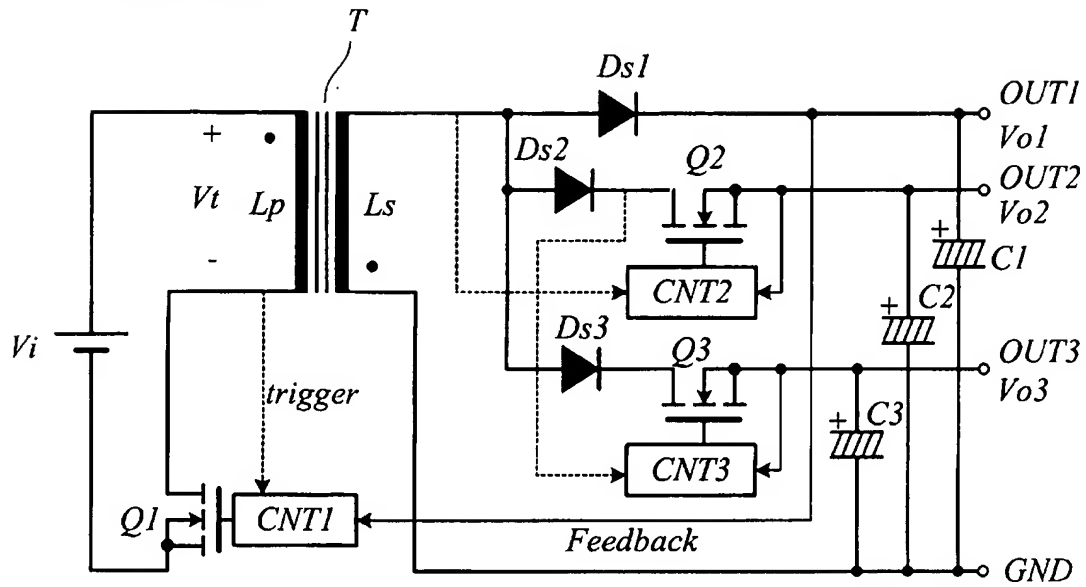 T
Ds1
OUT1
Vo1
+
Vt
-
Lp
Ls
Ds2
Q2
OUT2
Vo2
+
C1
CNT2
+
C2
Vi
Ds3
Q3
OUT3
Vo3
trigger
+
C3
CNT3
Q1
CNT1
Feedback
GND